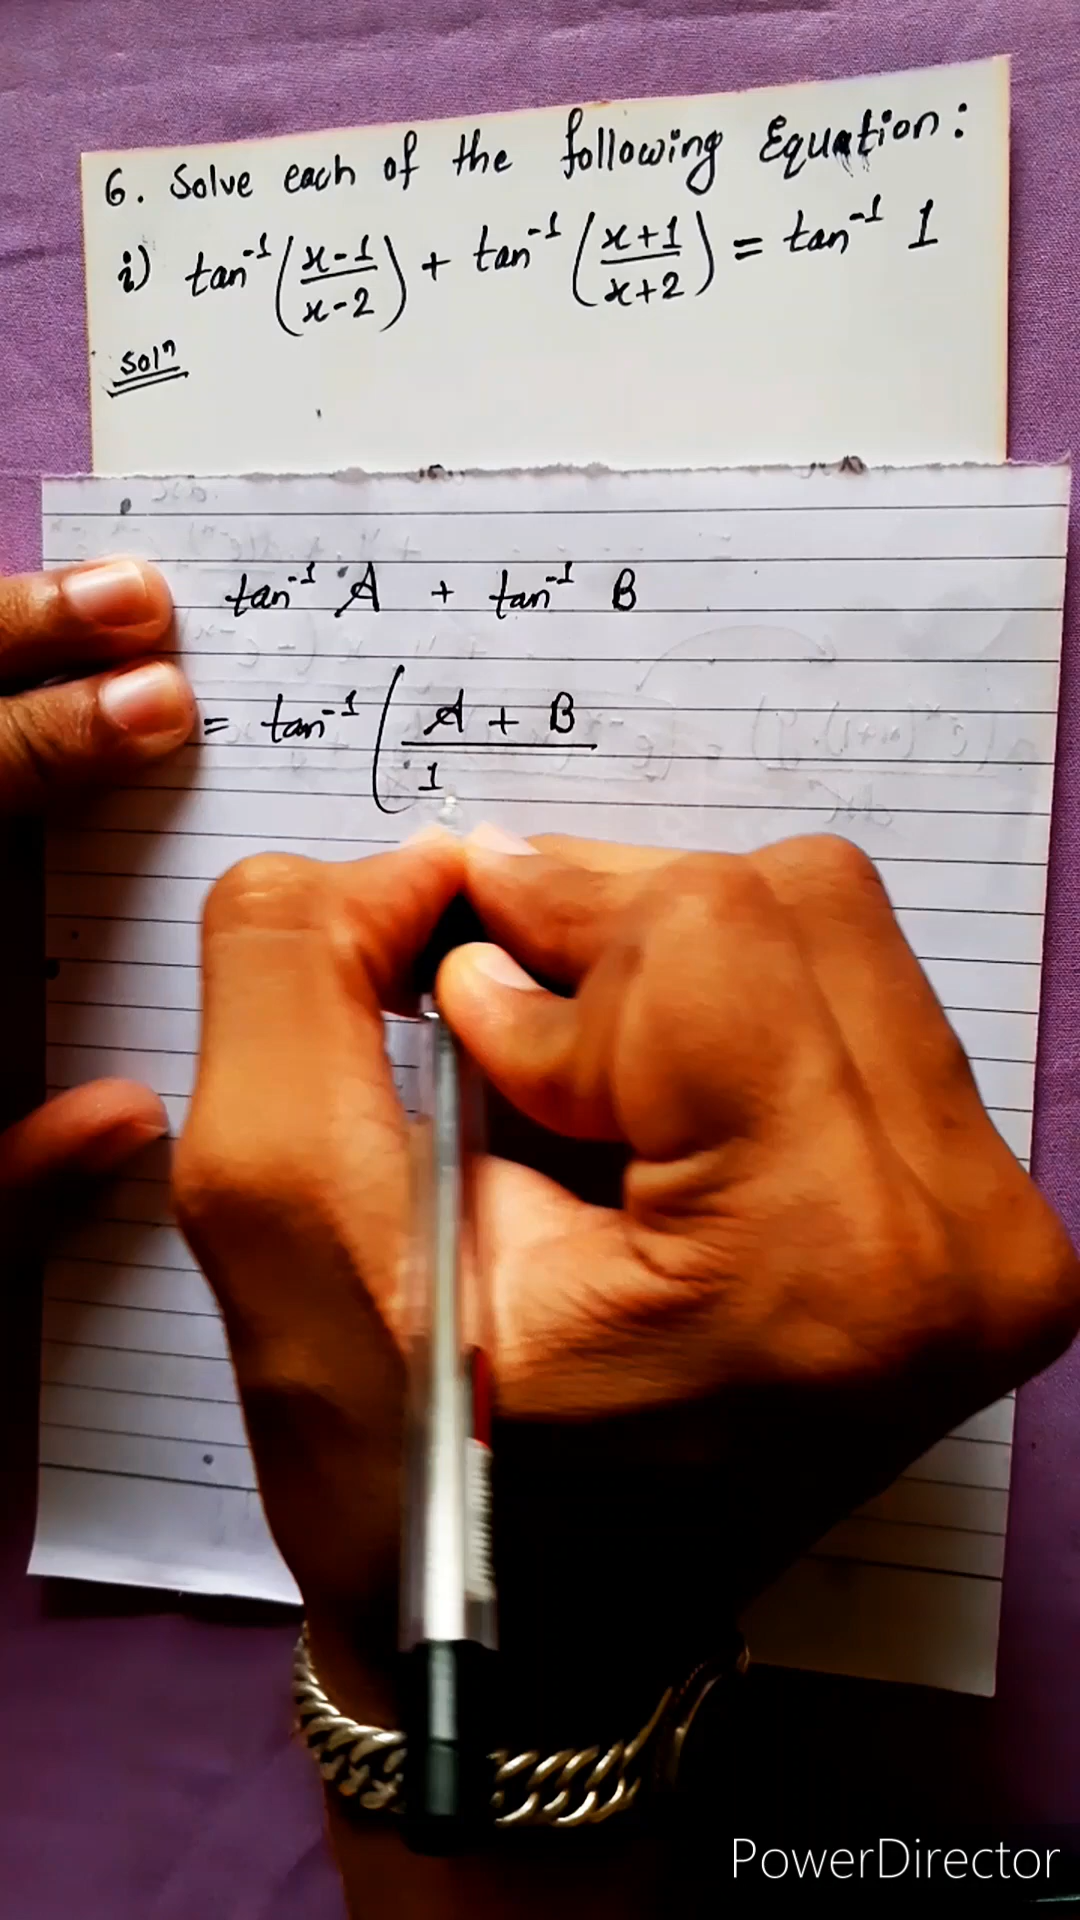 6. Solve each of the following Equation:
i) tan⁻¹ (x-1/x-2) + tan⁻¹ (x+1/x+2) = tan⁻¹ 1
Solⁿ
tan⁻¹ A + tan⁻¹ B
= tan⁻¹ ( A + B
1
PowerDirector